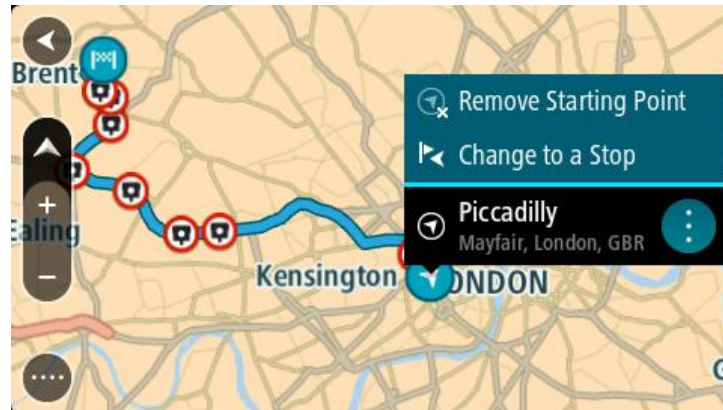 Brent
Remove Starting Point
Change to a Stop
Piccadilly
Mayfair, London, GBR
Ealing
Kensington
ONDON